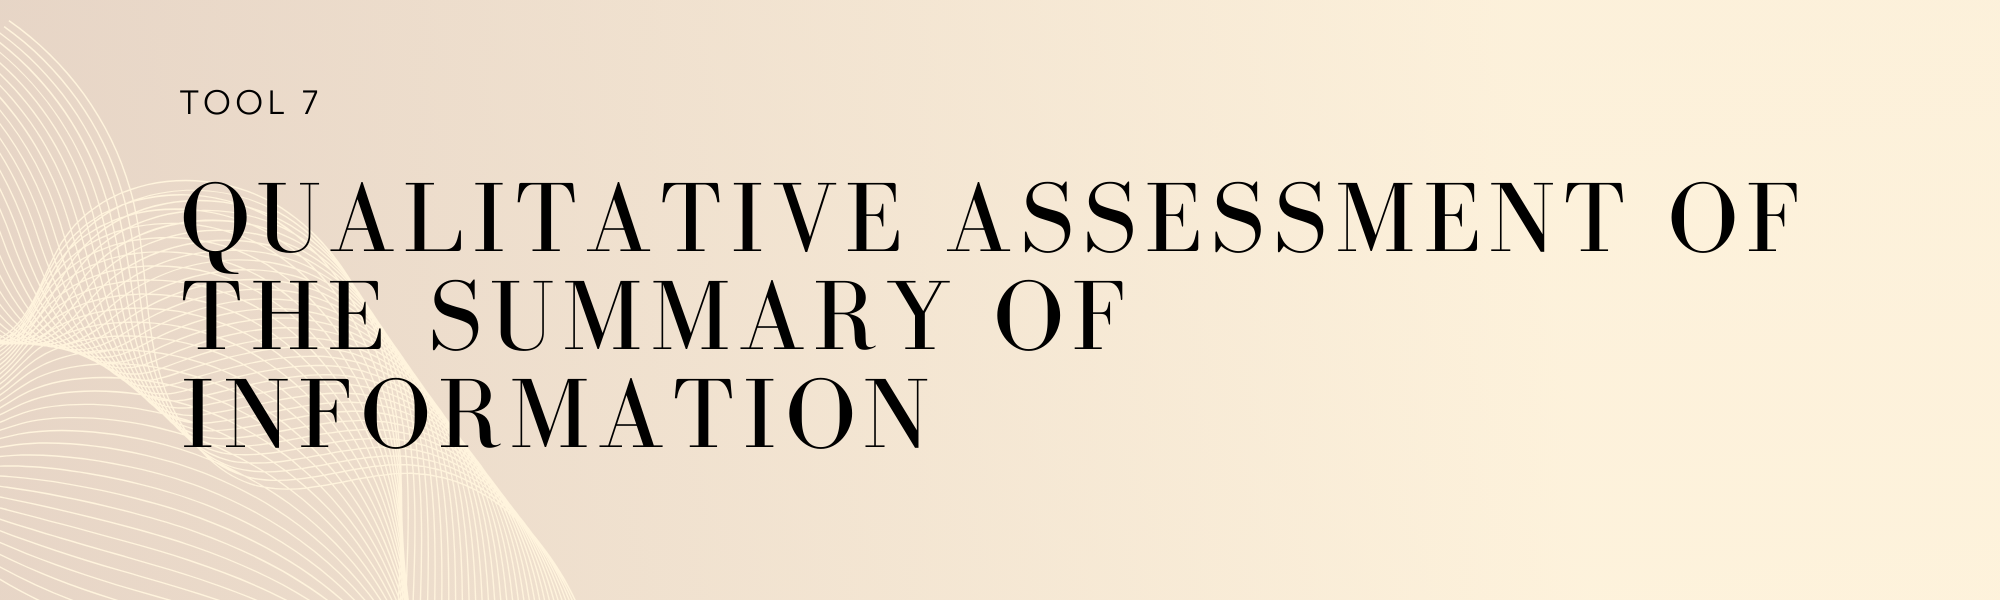 TOOL 7
QUALITATIVE ASSESSMENT OF
THE SUMMARY OF
INFORMATION